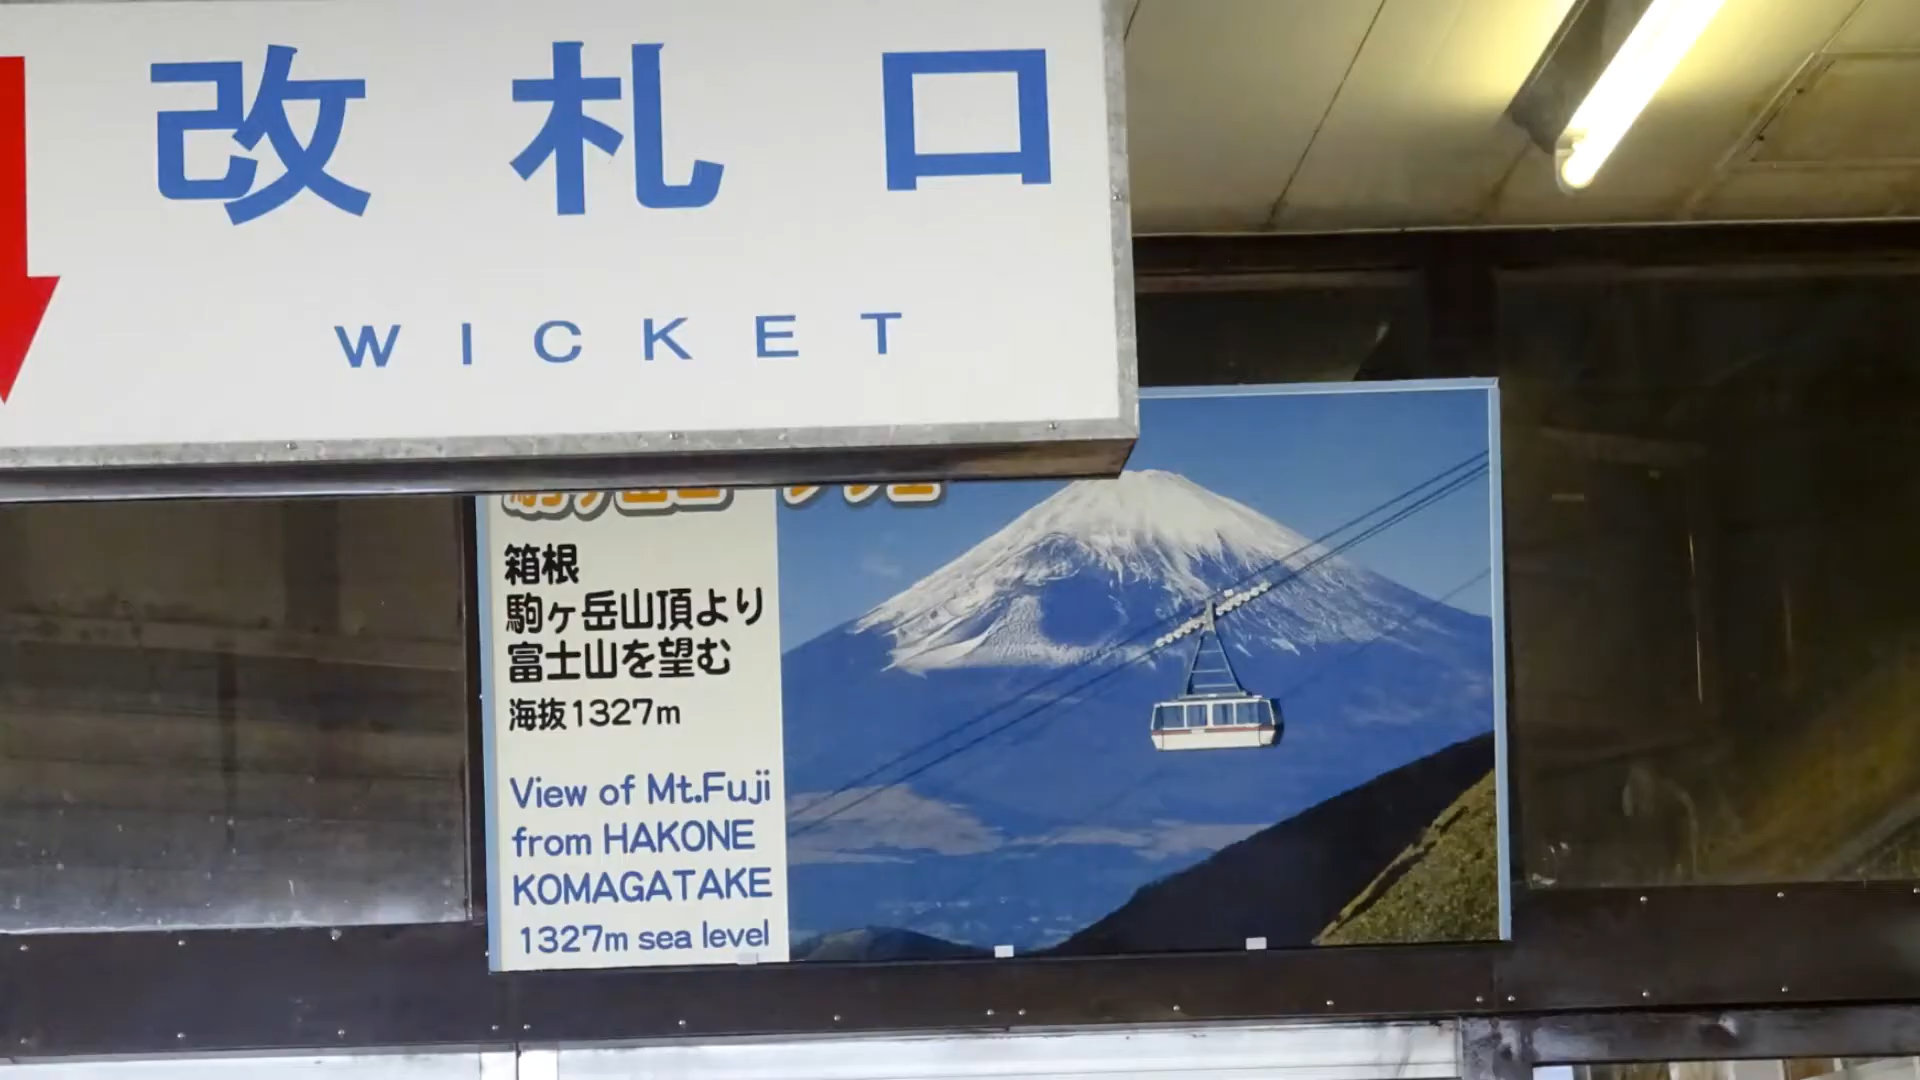 改札口
WICKET
箱根
駒ヶ岳山頂より
富士山を望む
海抜1327m
View of Mt.Fuji
from HAKONE
KOMAGATAKE
1327m sea level